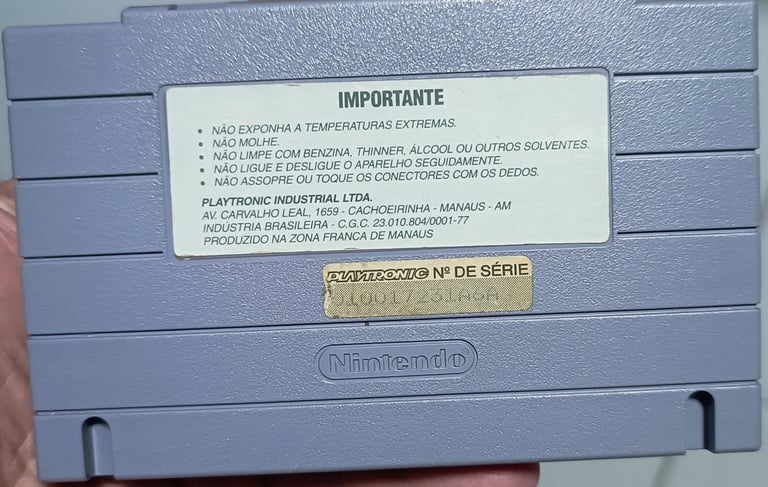 IMPORTANTE
• NÃO EXPONHA A TEMPERATURAS EXTREMAS.
• NÃO MOLHE.
• NÃO LIMPE COM BENZINA, THINNER, ÁLCOOL OU OUTROS SOLVENTES.
• NÃO LIGUE E DESLIGUE O APARELHO SEGUIDAMENTE.
• NÃO ASSOPRE OU TOQUE OS CONECTORES COM OS DEDOS.
PLAYTRONIC INDUSTRIAL LTDA.
AV. CARVALHO LEAL, 1659 - CACHOEIRINHA - MANAUS - AM
INDÚSTRIA BRASILEIRA - C.G.C. 23.010.804/0001-77
PRODUZIDO NA ZONA FRANCA DE MANAUS
PLAYTRONIC Nº DE SÉRIE
Nintendo